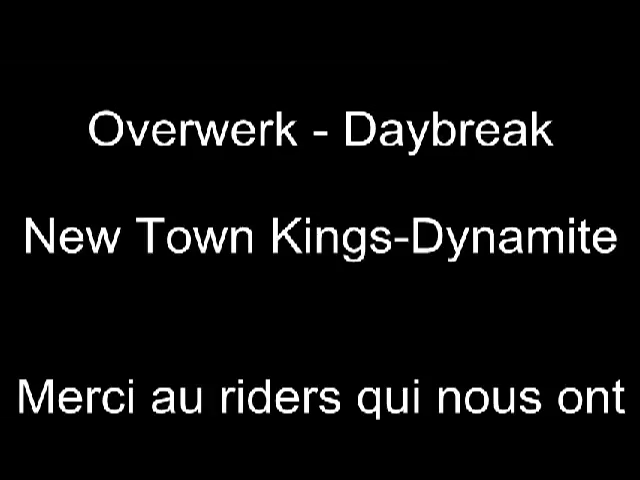 Overwerk - Daybreak
New Town Kings-Dynamite
Merci au riders qui nous ont